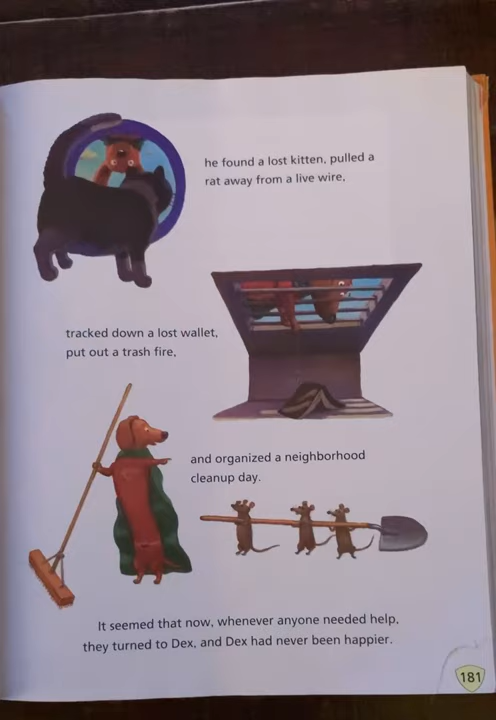 he found a lost kitten, pulled a
rat away from a live wire,
tracked down a lost wallet,
put out a trash fire,
and organized a neighborhood
cleanup day.
It seemed that now, whenever anyone needed help,
they turned to Dex, and Dex had never been happier.
181